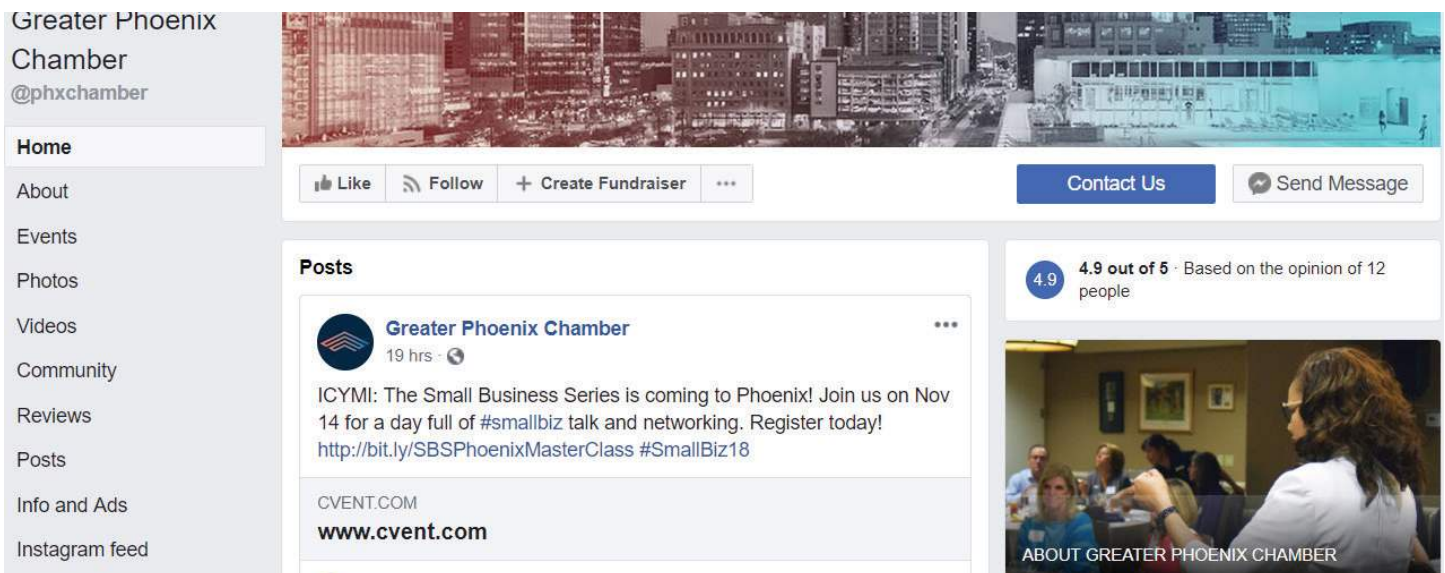 Greater Phoenix
Chamber
@phxchamber
Home
About
Events
Photos
Videos
Community
Reviews
Posts
Info and Ads
Instagram feed
Like
Follow
+ Create Fundraiser
...
Contact Us
Send Message
Posts
Greater Phoenix Chamber
19 hrs ·
ICYMI: The Small Business Series is coming to Phoenix! Join us on Nov
14 for a day full of #smallbiz talk and networking. Register today!
http://bit.ly/SBSPhoenixMasterClass #SmallBiz18
CVENT.COM
www.cvent.com
4.9
4.9 out of 5 · Based on the opinion of 12
people
ABOUT GREATER PHOENIX CHAMBER